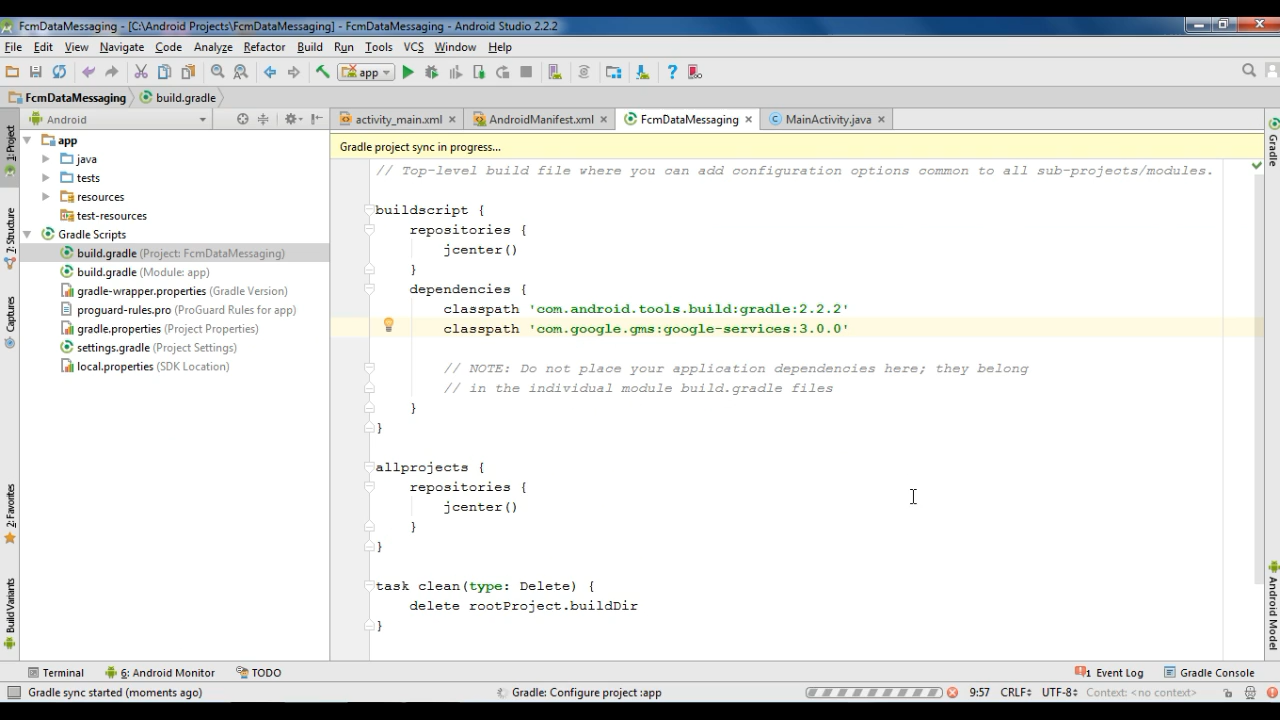 FcmDataMessaging - [C:\Android Projects\FcmDataMessaging] - FcmDataMessaging - Android Studio 2.2.2
File Edit View Navigate Code Analyze Refactor Build Run Tools VCS Window Help
app
FcmDataMessaging build.gradle
Android
activity_main.xml AndroidManifest.xml FcmDataMessaging MainActivity.java
Gradle project sync in progress...
1: Project
7: Structure
Captures
2: Favorites
Build Variants
app
java
tests
resources
test-resources
Gradle Scripts
build.gradle (Project: FcmDataMessaging)
build.gradle (Module: app)
gradle-wrapper.properties (Gradle Version)
proguard-rules.pro (ProGuard Rules for app)
gradle.properties (Project Properties)
settings.gradle (Project Settings)
local.properties (SDK Location)
// Top-level build file where you can add configuration options common to all sub-projects/modules.
buildscript {
repositories {
jcenter()
}
dependencies {
classpath 'com.android.tools.build:gradle:2.2.2'
classpath 'com.google.gms:google-services:3.0.0'
// NOTE: Do not place your application dependencies here; they belong
// in the individual module build.gradle files
}
}
allprojects {
repositories {
jcenter()
}
}
task clean(type: Delete) {
delete rootProject.buildDir
}
Gradle
Android Model
Terminal 6: Android Monitor TODO 1 Event Log Gradle Console
Gradle sync started (moments ago) Gradle: Configure project :app 9:57 CRLF UTF-8 Context: <no context>